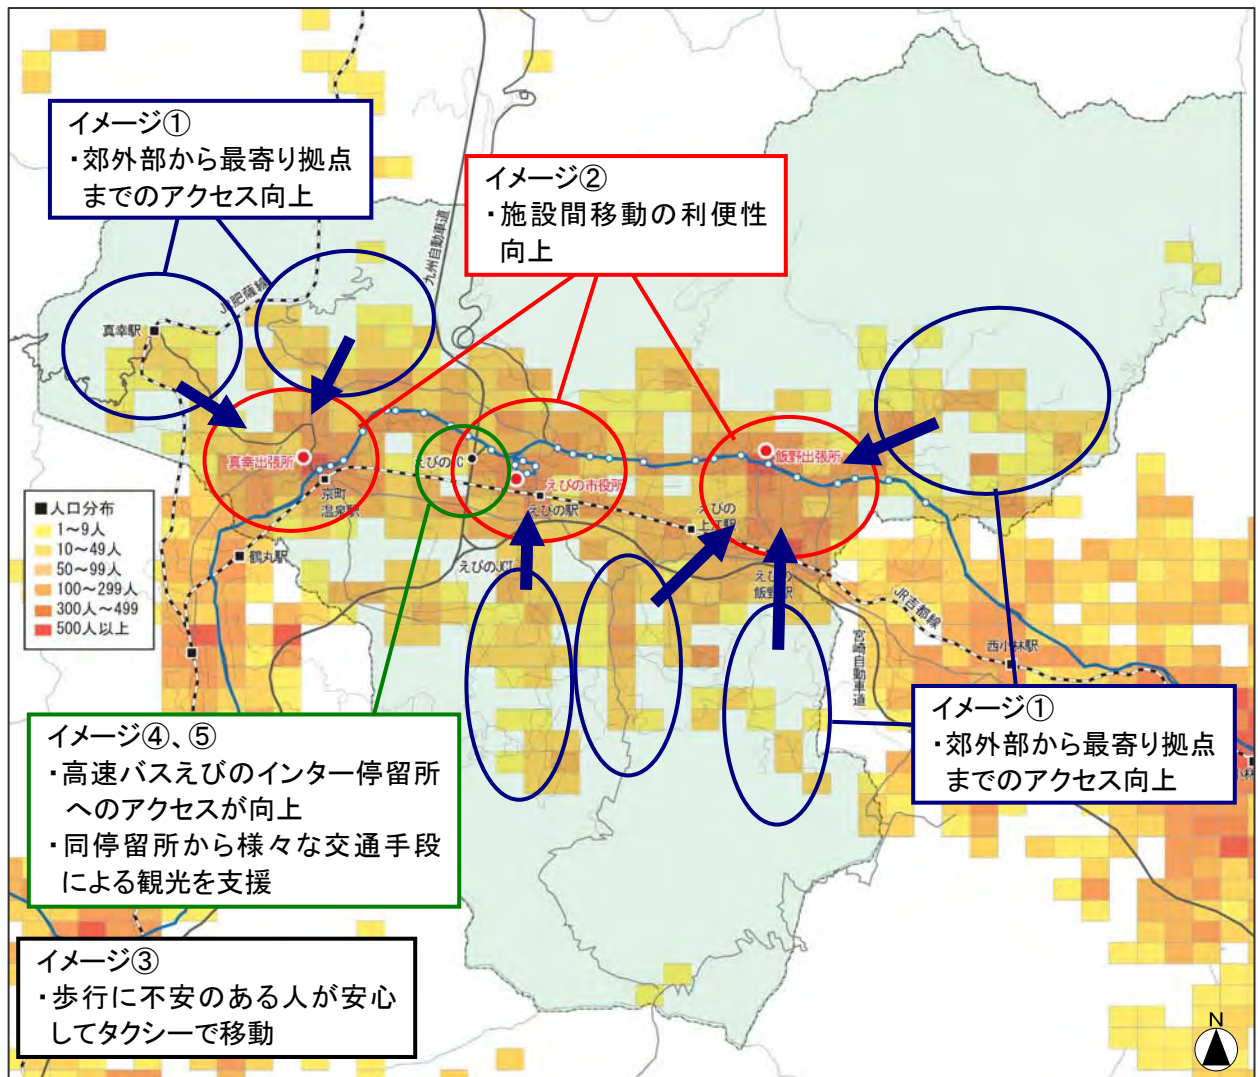 イメージ①
・郊外部から最寄り拠点
までのアクセス向上
イメージ②
・施設間移動の利便性
向上
九州自動車道
JR肥薩線
真幸駅
真幸出張所
京町
温泉駅
鶴丸駅
えびのIC
えびの市役所
えびの駅
えびのJCT
飯野出張所
えびの
上江駅
えびの
飯野駅
JR吉都線
西小林駅
宮崎自動車道
人口分布
1～9人
10～49人
50～99人
100～299人
300人～499
500人以上
イメージ①
・郊外部から最寄り拠点
までのアクセス向上
イメージ④、⑤
・高速バスえびのインター停留所
へのアクセスが向上
・同停留所から様々な交通手段
による観光を支援
イメージ③
・歩行に不安のある人が安心
してタクシーで移動
N